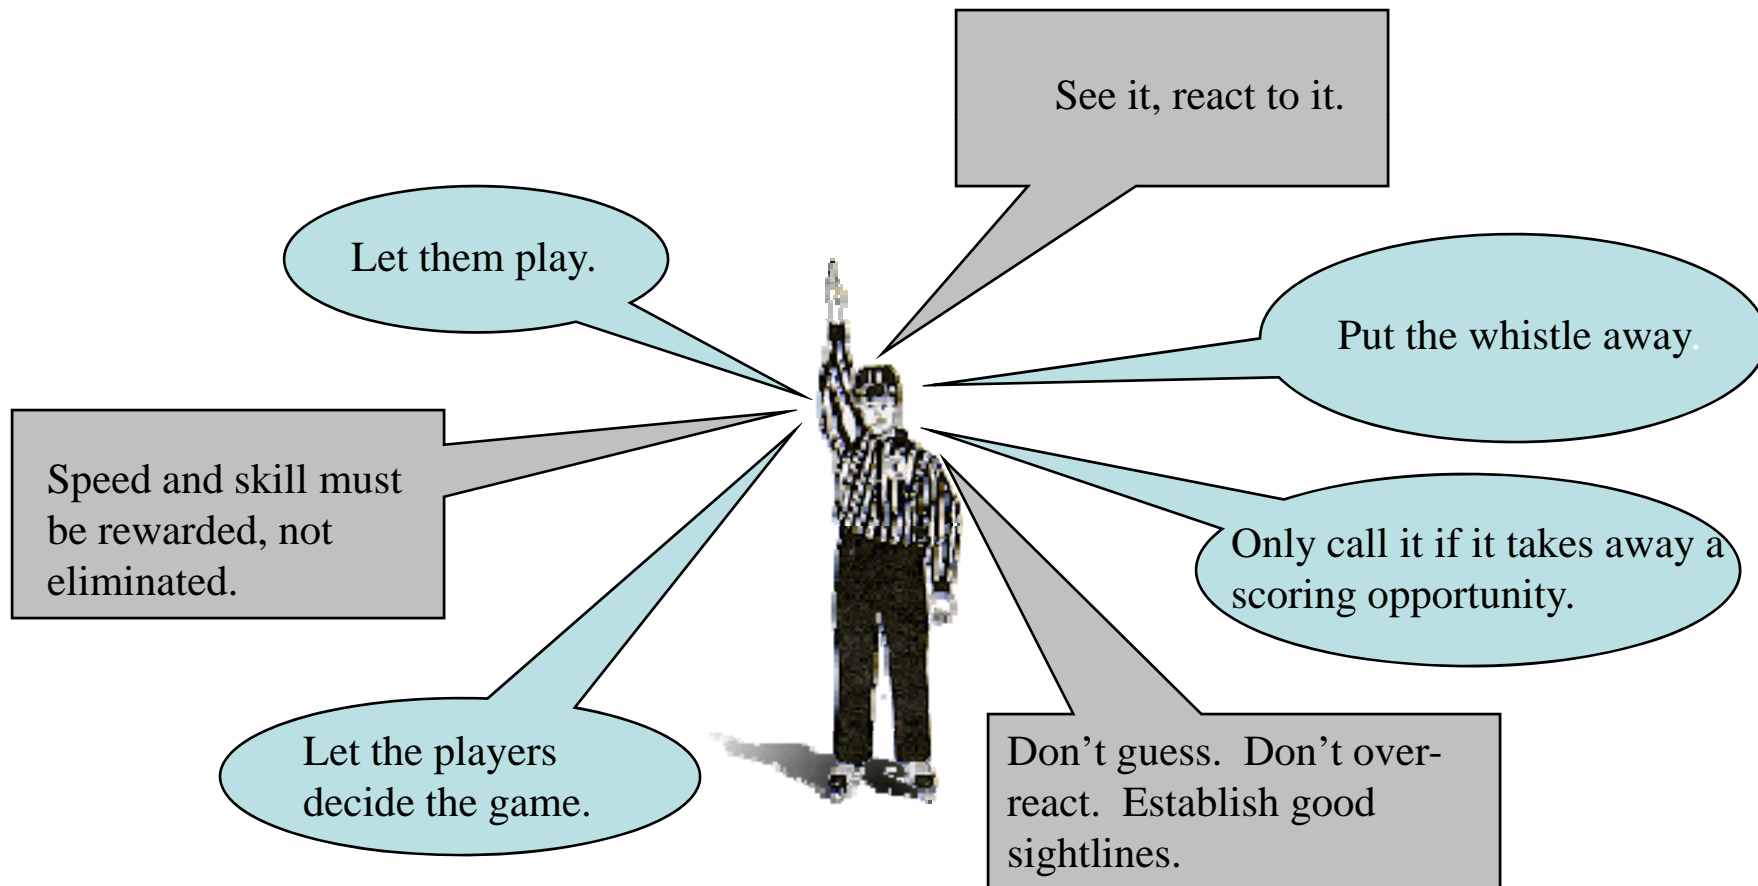 See it, react to it.
Let them play.
Put the whistle away.
Speed and skill must
be rewarded, not
eliminated.
Only call it if it takes away a
scoring opportunity.
Let the players
decide the game.
Don’t guess.  Don’t over-
react.  Establish good
sightlines.